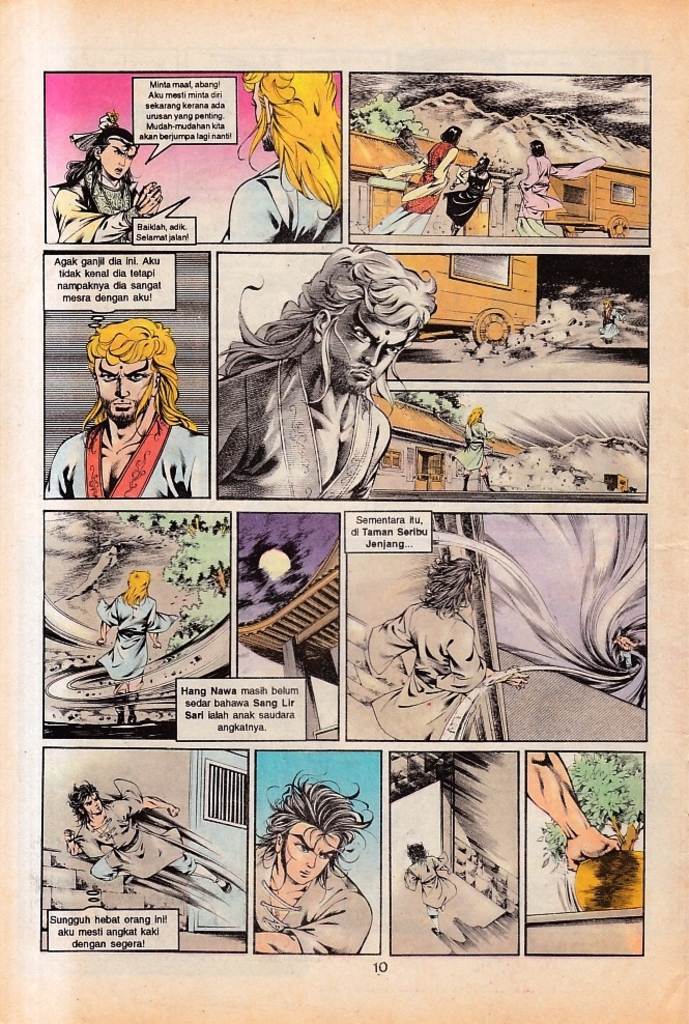 Minta maaf, abang!
Aku mesti minta diri
sekarang kerana ada
urusan yang penting.
Mudah-mudahan kita
akan berjumpa lagi nanti!
Baiklah, adik.
Selamat jalan!
Agak ganjil dia ini. Aku
tidak kenal dia tetapi
nampaknya dia sangat
mesra dengan aku!
Hang Nawa masih belum
sedar bahawa Sang Lir
Sari ialah anak saudara
angkatnya.
Sementara itu,
di Taman Seribu
Jenjang...
Sungguh hebat orang ini!
aku mesti angkat kaki
dengan segera!
10